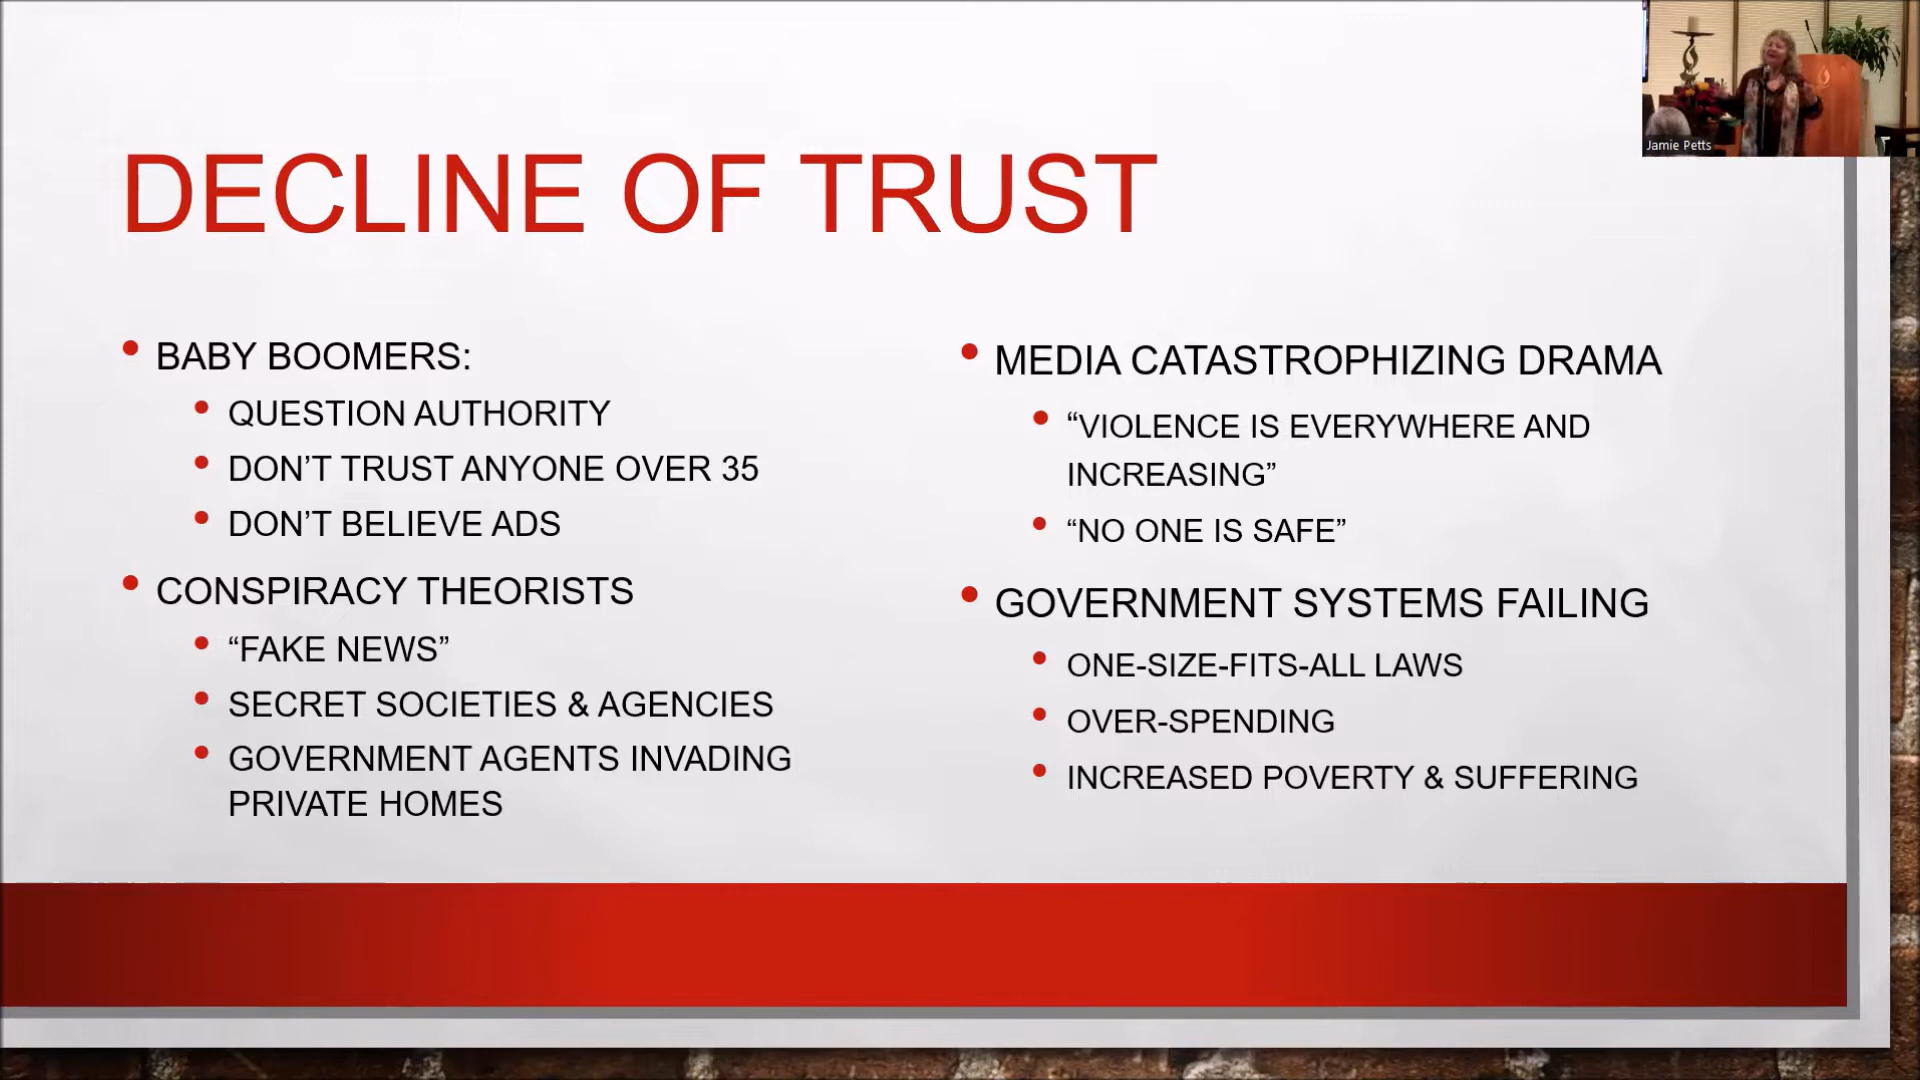 DECLINE OF TRUST
• BABY BOOMERS:
• QUESTION AUTHORITY
• DON’T TRUST ANYONE OVER 35
• DON’T BELIEVE ADS
• CONSPIRACY THEORISTS
• “FAKE NEWS”
• SECRET SOCIETIES & AGENCIES
• GOVERNMENT AGENTS INVADING
PRIVATE HOMES
• MEDIA CATASTROPHIZING DRAMA
• “VIOLENCE IS EVERYWHERE AND
INCREASING”
• “NO ONE IS SAFE”
• GOVERNMENT SYSTEMS FAILING
• ONE-SIZE-FITS-ALL LAWS
• OVER-SPENDING
• INCREASED POVERTY & SUFFERING
Jamie Petts